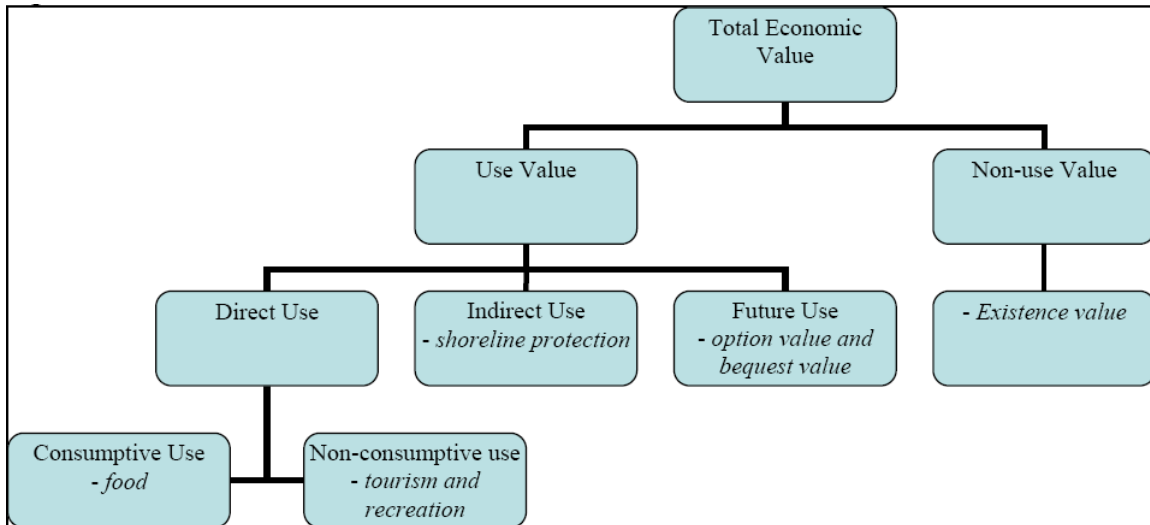 Total Economic
Value
Use Value
Non-use Value
Direct Use
Indirect Use
- shoreline protection
Future Use
- option value and
bequest value
- Existence value
Consumptive Use
- food
Non-consumptive use
- tourism and
recreation